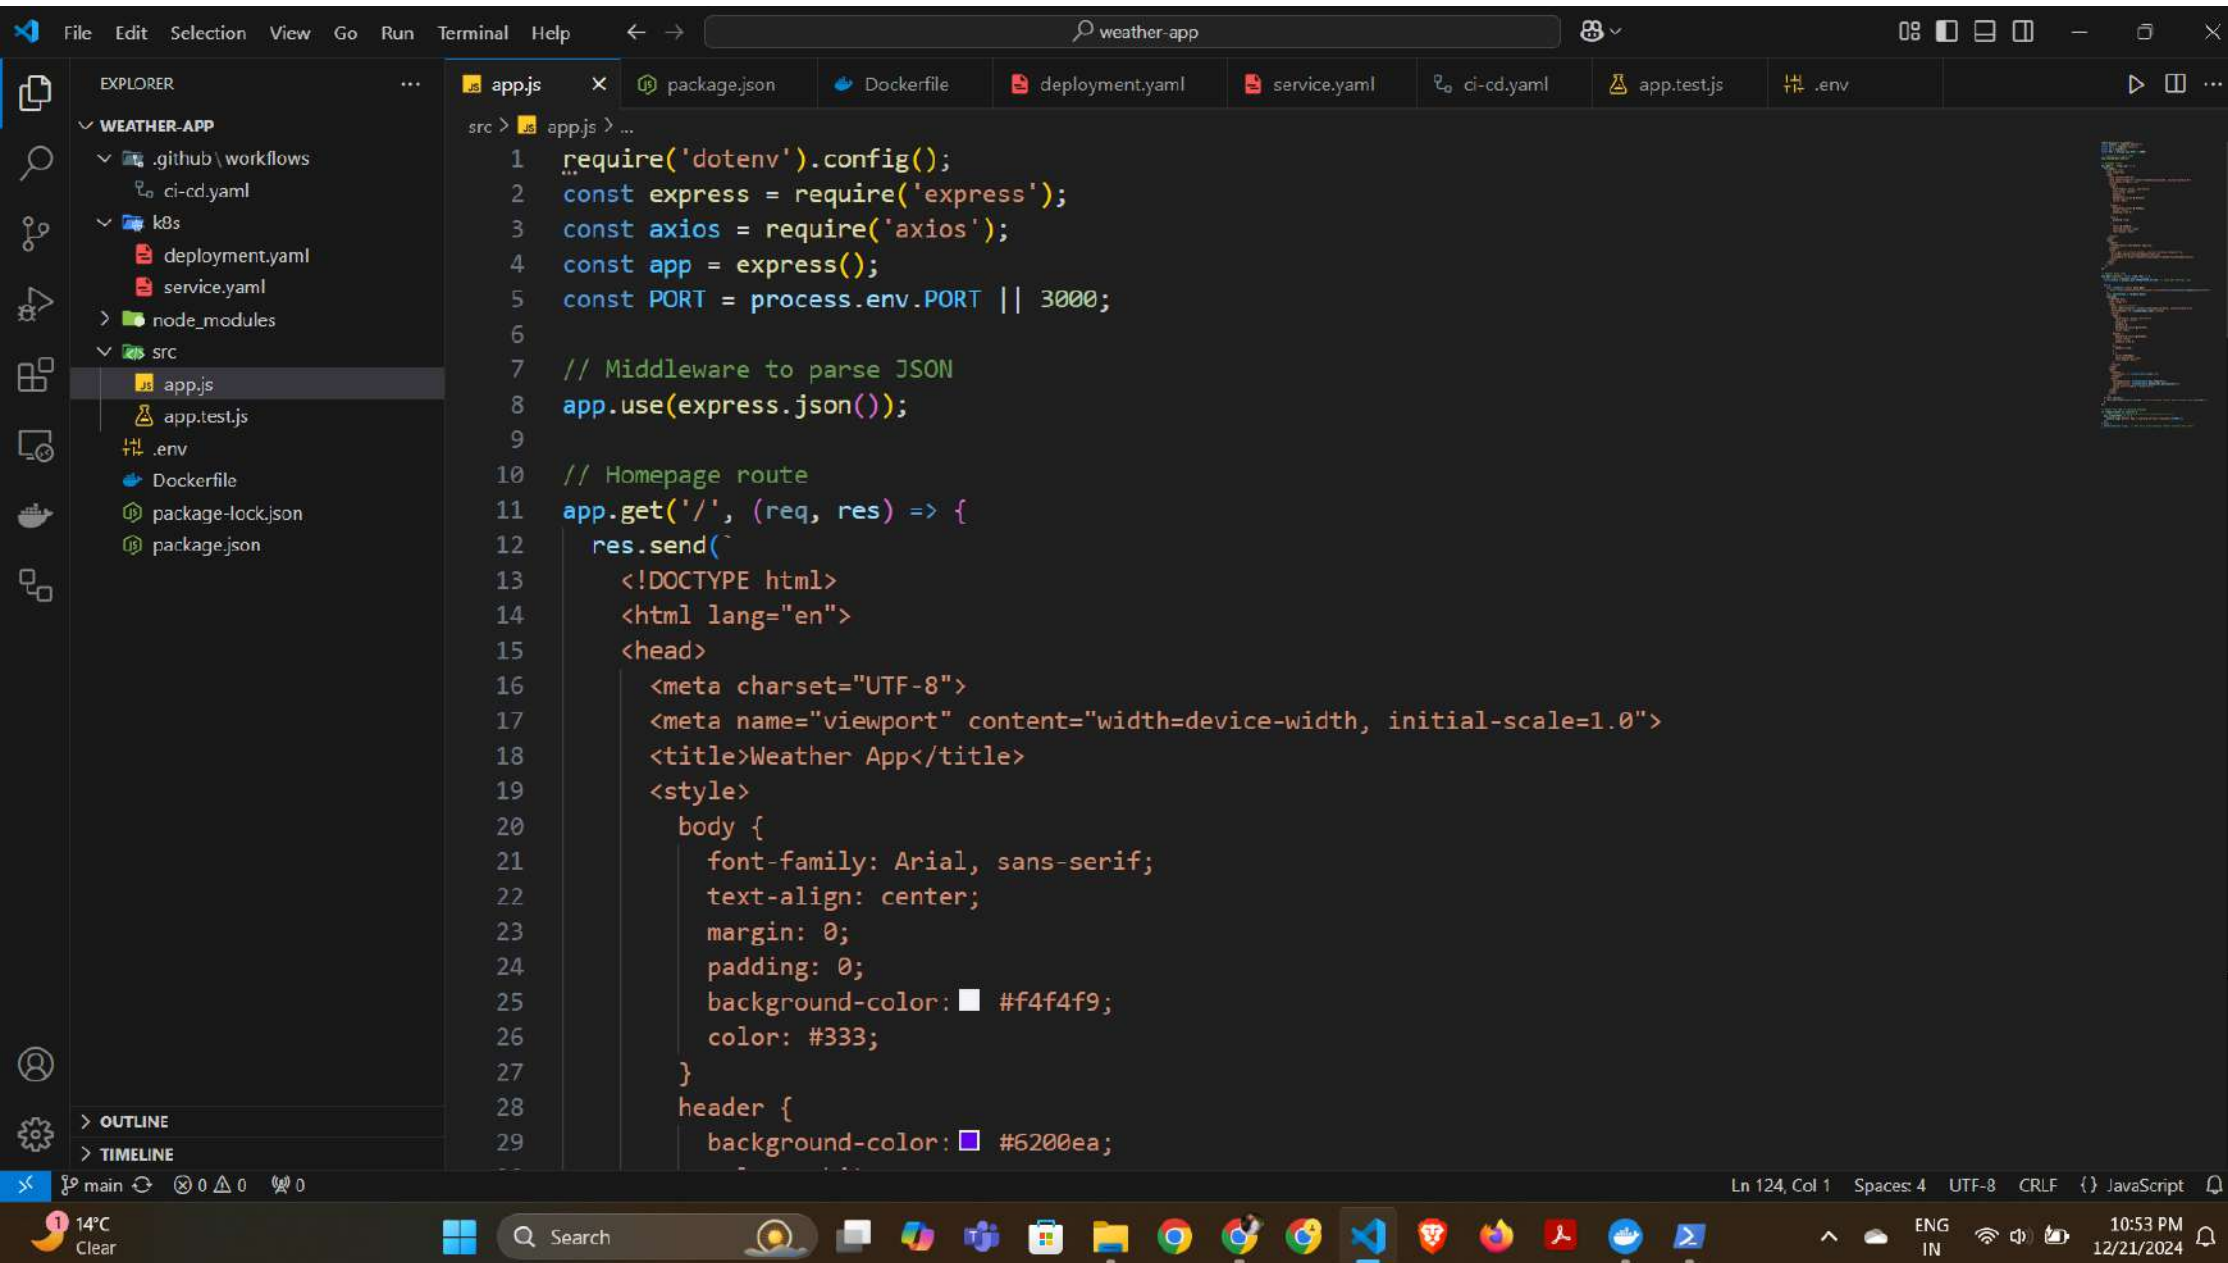 File Edit Selection View Go Run Terminal Help
weather-app
EXPLORER
WEATHER-APP
.github\workflows
ci-cd.yaml
k8s
deployment.yaml
service.yaml
node_modules
src
app.js
app.test.js
.env
Dockerfile
package-lock.json
package.json
OUTLINE
TIMELINE
app.js package.json Dockerfile deployment.yaml service.yaml ci-cd.yaml app.test.js .env
src > app.js > ...
1 require('dotenv').config();
2 const express = require('express');
3 const axios = require('axios');
4 const app = express();
5 const PORT = process.env.PORT || 3000;
6
7 // Middleware to parse JSON
8 app.use(express.json());
9
10 // Homepage route
11 app.get('/', (req, res) => {
12 res.send(`
13 <!DOCTYPE html>
14 <html lang="en">
15 <head>
16 <meta charset="UTF-8">
17 <meta name="viewport" content="width=device-width, initial-scale=1.0">
18 <title>Weather App</title>
19 <style>
20 body {
21 font-family: Arial, sans-serif;
22 text-align: center;
23 margin: 0;
24 padding: 0;
25 background-color: #f4f4f9;
26 color: #333;
27 }
28 header {
29 background-color: #6200ea;
main 0 0 0
Ln 124, Col 1 Spaces: 4 UTF-8 CRLF {} JavaScript
1
14°C
Clear
Search
ENG
IN
10:53 PM
12/21/2024